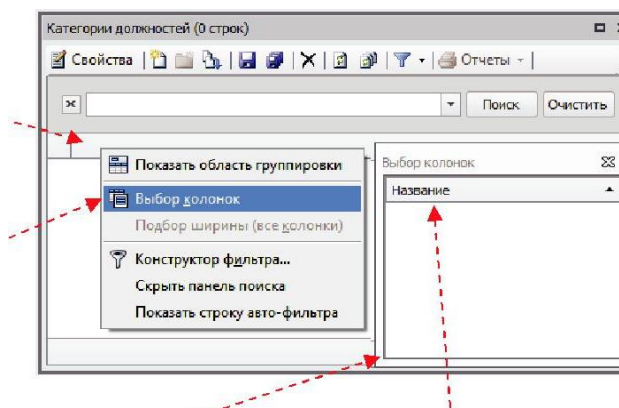 Категории должностей (0 строк)
Свойства
Отчеты
Поиск
Очистить
Показать область группировки
Выбор колонок
Подбор ширины (все колонки)
Конструктор фильтра...
Скрыть панель поиска
Показать строку авто-фильтра
Выбор колонок
Название